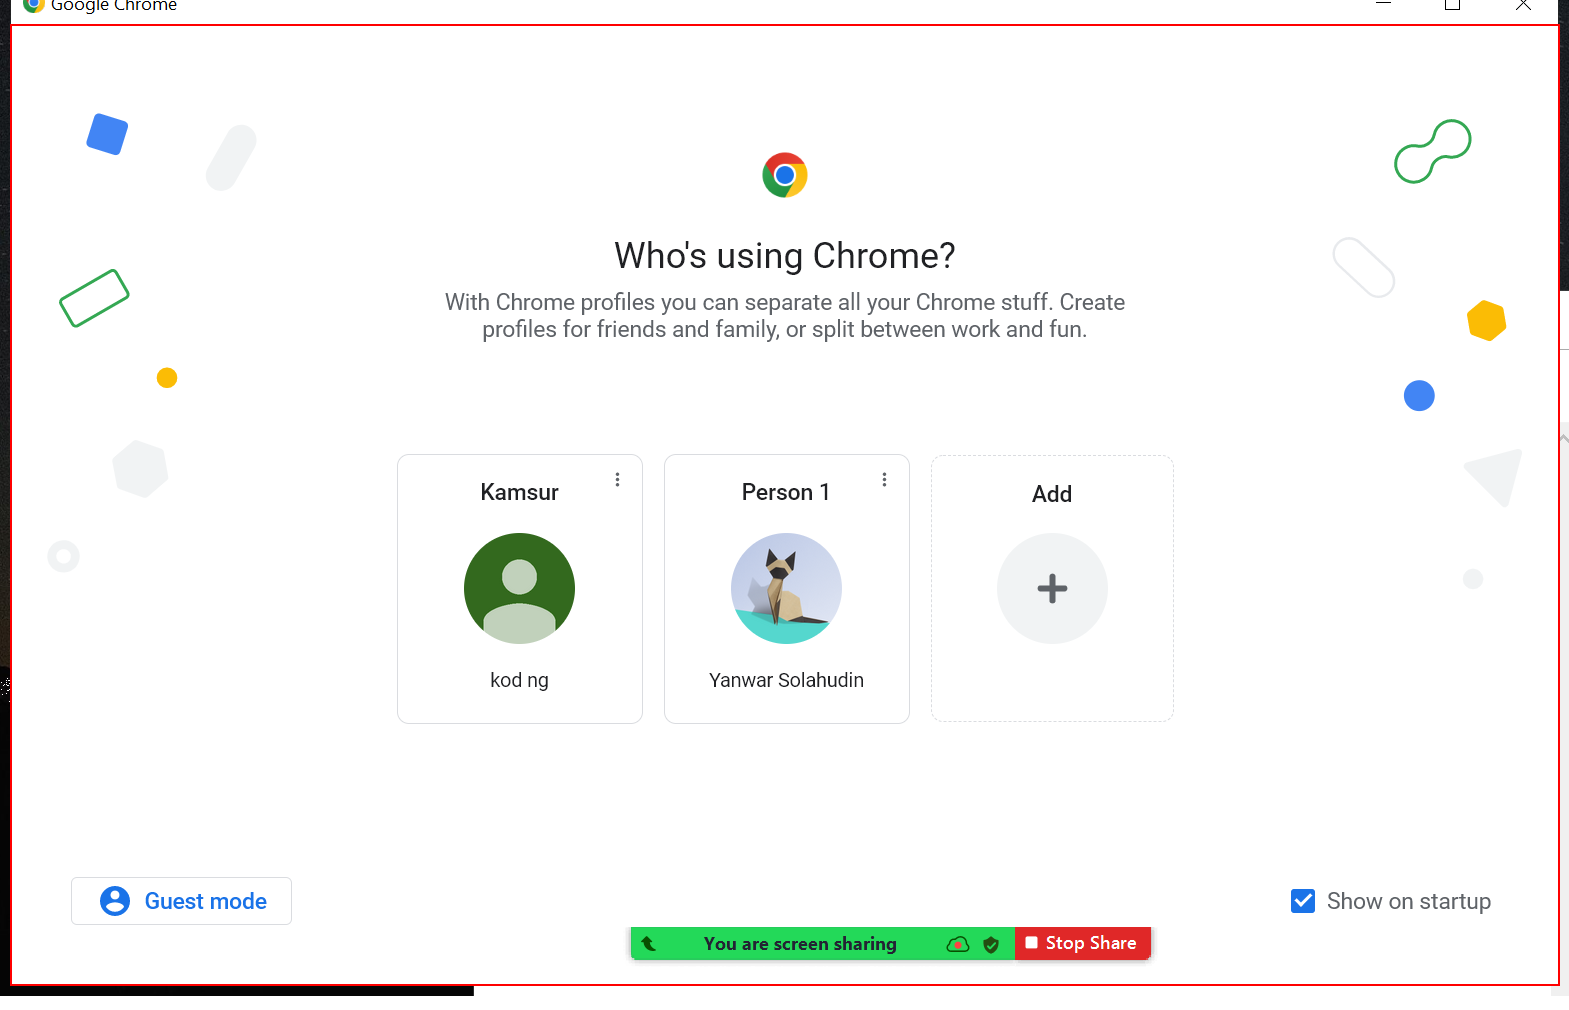 Google Chrome
Who's using Chrome?
With Chrome profiles you can separate all your Chrome stuff. Create
profiles for friends and family, or split between work and fun.
Kamsur
kod ng
Person 1
Yanwar Solahudin
Add
Guest mode
Show on startup
You are screen sharing
Stop Share